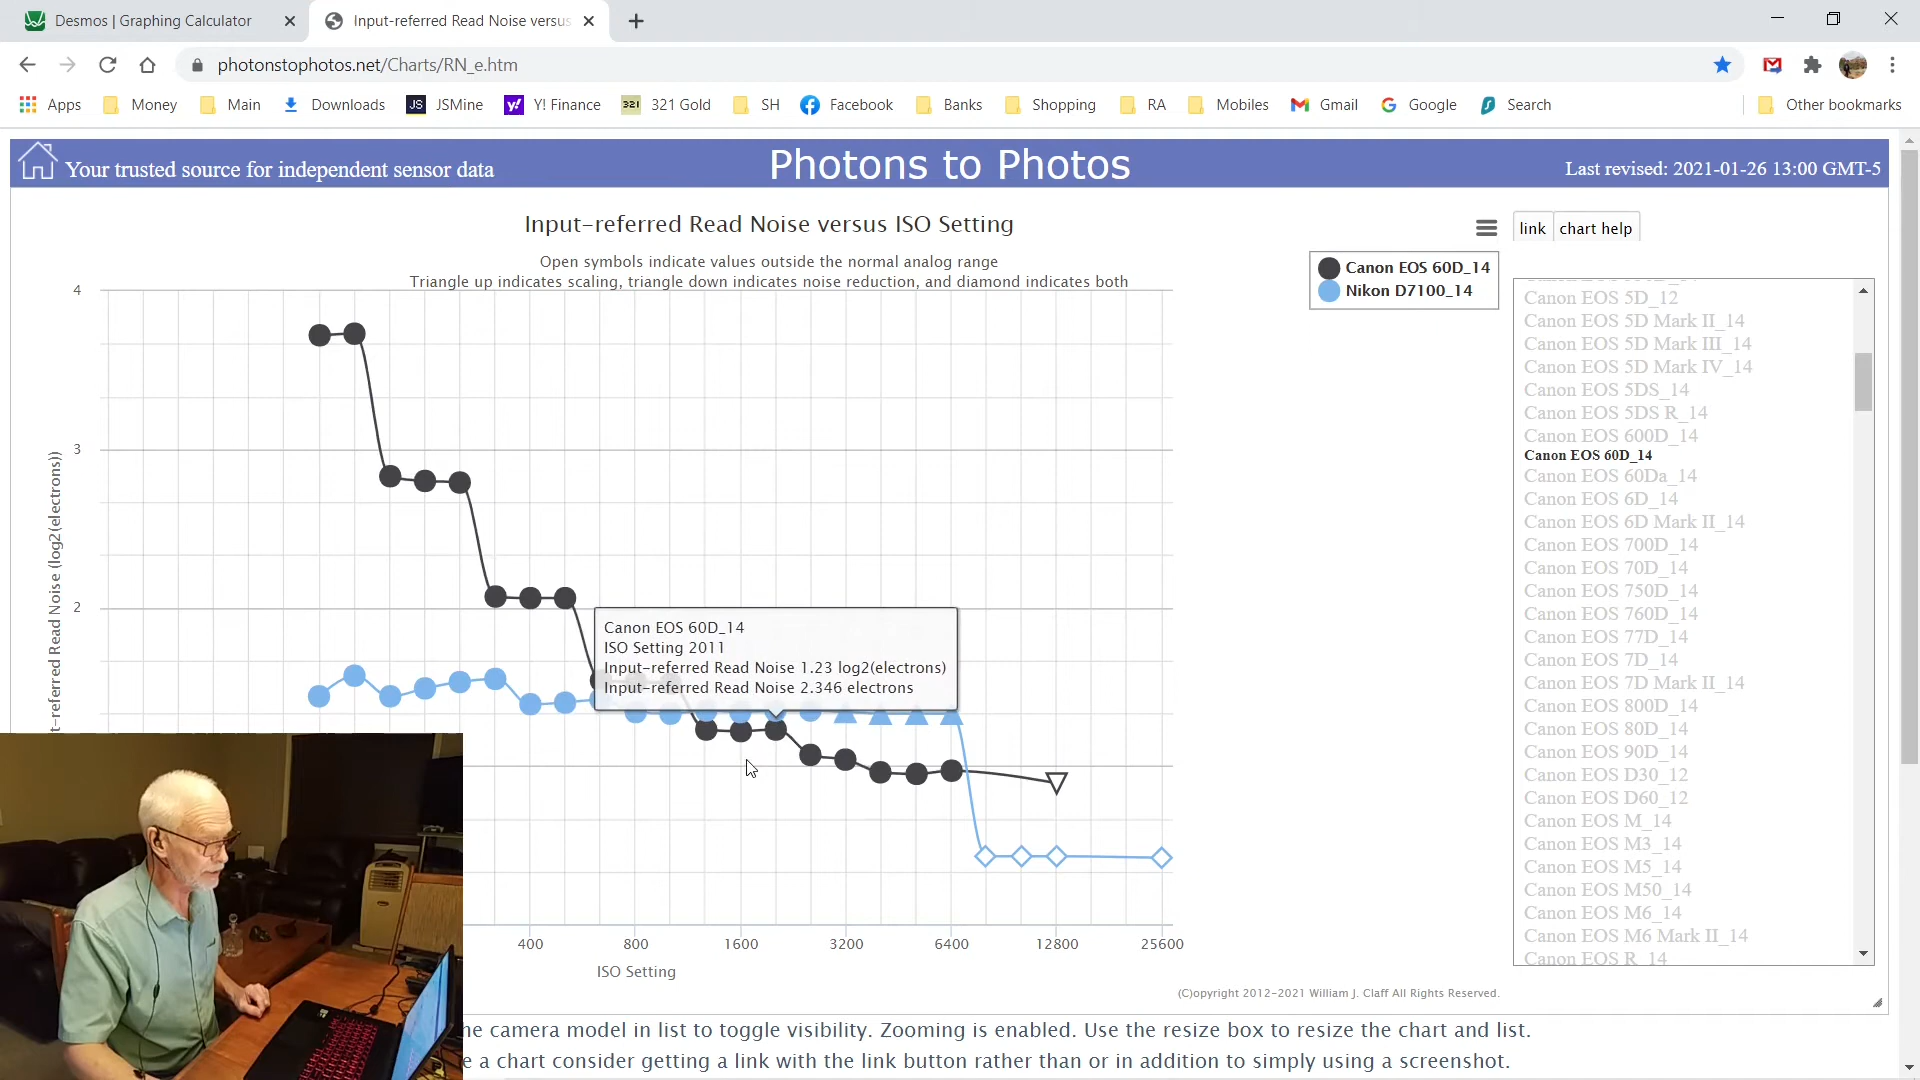 Desmos | Graphing Calculator
Input-referred Read Noise versus
photonstophotos.net/Charts/RN_e.htm
Apps
Money
Main
Downloads
JS JSMine
y! Y! Finance
321 321 Gold
SH
Facebook
Banks
Shopping
RA
Mobiles
Gmail
Google
Search
Other bookmarks
Your trusted source for independent sensor data
Photons to Photos
Last revised: 2021-01-26 13:00 GMT-5
Input-referred Read Noise versus ISO Setting
Open symbols indicate values outside the normal analog range
Triangle up indicates scaling, triangle down indicates noise reduction, and diamond indicates both
link
chart help
Canon EOS 60D_14
Nikon D7100_14
4
3
2
t-referred Read Noise (log2(electrons))
Canon EOS 60D_14
ISO Setting 2011
Input-referred Read Noise 1.23 log2(electrons)
Input-referred Read Noise 2.346 electrons
400
800
1600
3200
6400
12800
25600
ISO Setting
Canon EOS 5D_12
Canon EOS 5D Mark II_14
Canon EOS 5D Mark III_14
Canon EOS 5D Mark IV_14
Canon EOS 5DS_14
Canon EOS 5DS R_14
Canon EOS 600D_14
Canon EOS 60D_14
Canon EOS 60Da_14
Canon EOS 6D_14
Canon EOS 6D Mark II_14
Canon EOS 700D_14
Canon EOS 70D_14
Canon EOS 750D_14
Canon EOS 760D_14
Canon EOS 77D_14
Canon EOS 7D_14
Canon EOS 7D Mark II_14
Canon EOS 800D_14
Canon EOS 80D_14
Canon EOS 90D_14
Canon EOS D30_12
Canon EOS D60_12
Canon EOS M_14
Canon EOS M3_14
Canon EOS M5_14
Canon EOS M50_14
Canon EOS M6_14
Canon EOS M6 Mark II_14
Canon EOS R_14
(C)opyright 2012-2021 William J. Claff All Rights Reserved.
ne camera model in list to toggle visibility. Zooming is enabled. Use the resize box to resize the chart and list.
e a chart consider getting a link with the link button rather than or in addition to simply using a screenshot.